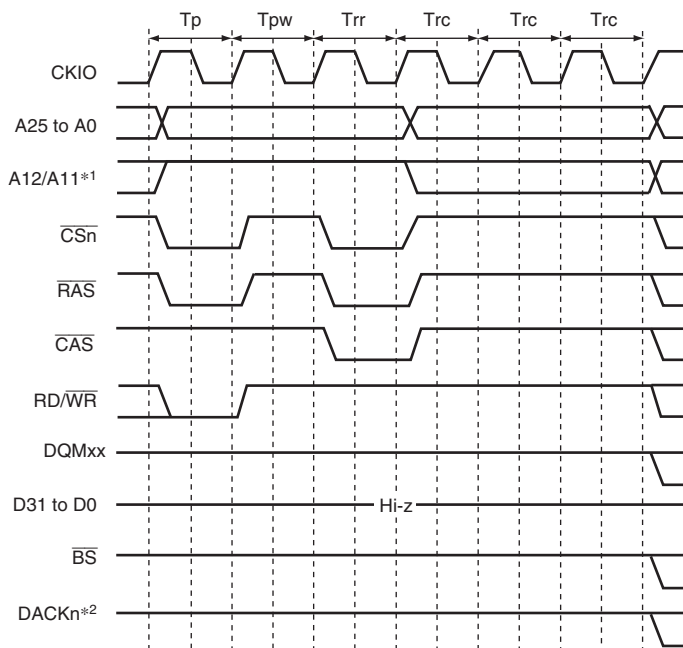 Tp Tpw Trr Trc Trc Trc
CKIO
A25 to A0
A12/A11*1
CSn
RAS
CAS
RD/WR
DQMxx
D31 to D0 Hi-z
BS
DACKn*2